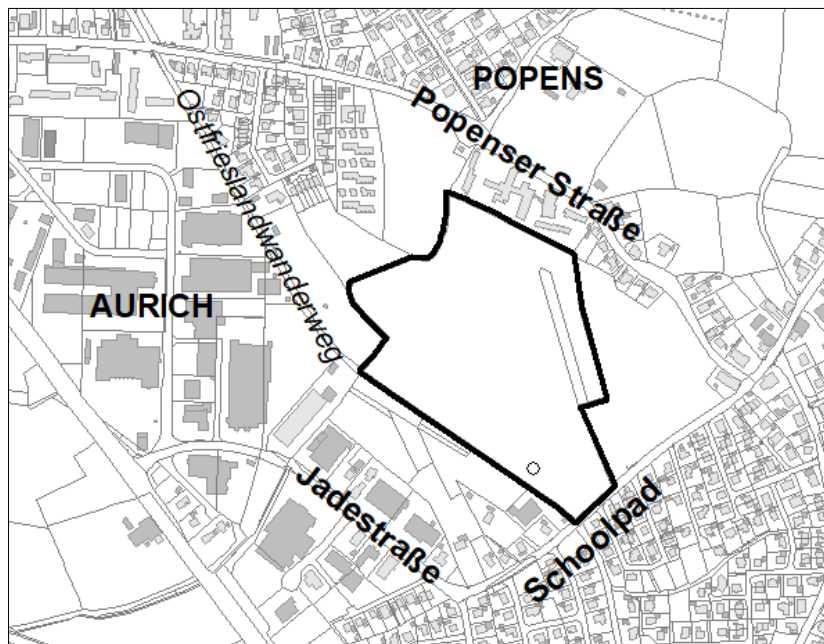 POPENS
Popenser Straße
Ostfrieslandwanderweg
AURICH
Jadestraße
Schoolpad